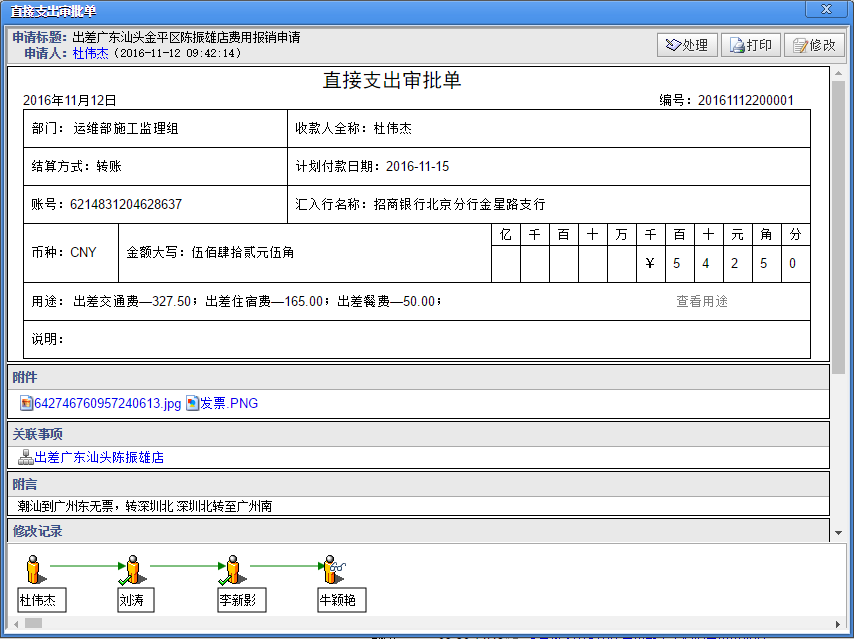 直接支出审批单
申请标题：出差广东汕头金平区陈振雄店费用报销申请
申请人：杜伟杰（2016-11-12 09:42:14）
处理 打印 修改
直接支出审批单
2016年11月12日 编号：20161112200001
部门：运维部施工监理组 收款人全称：杜伟杰
结算方式：转账 计划付款日期：2016-11-15
账号：6214831204628637 汇入行名称：招商银行北京分行金星路支行
亿 千 百 十 万 千 百 十 元 角 分
币种：CNY 金额大写：伍佰肆拾贰元伍角 ¥ 5 4 2 5 0
用途：出差交通费—327.50；出差住宿费—165.00；出差餐费—50.00； 查看用途
说明：
附件
642746760957240613.jpg 发票.PNG
关联事项
出差广东汕头陈振雄店
附言
潮汕到广州东无票，转深圳北 深圳北转至广州南
修改记录
杜伟杰 刘涛 李新影 牛颖艳